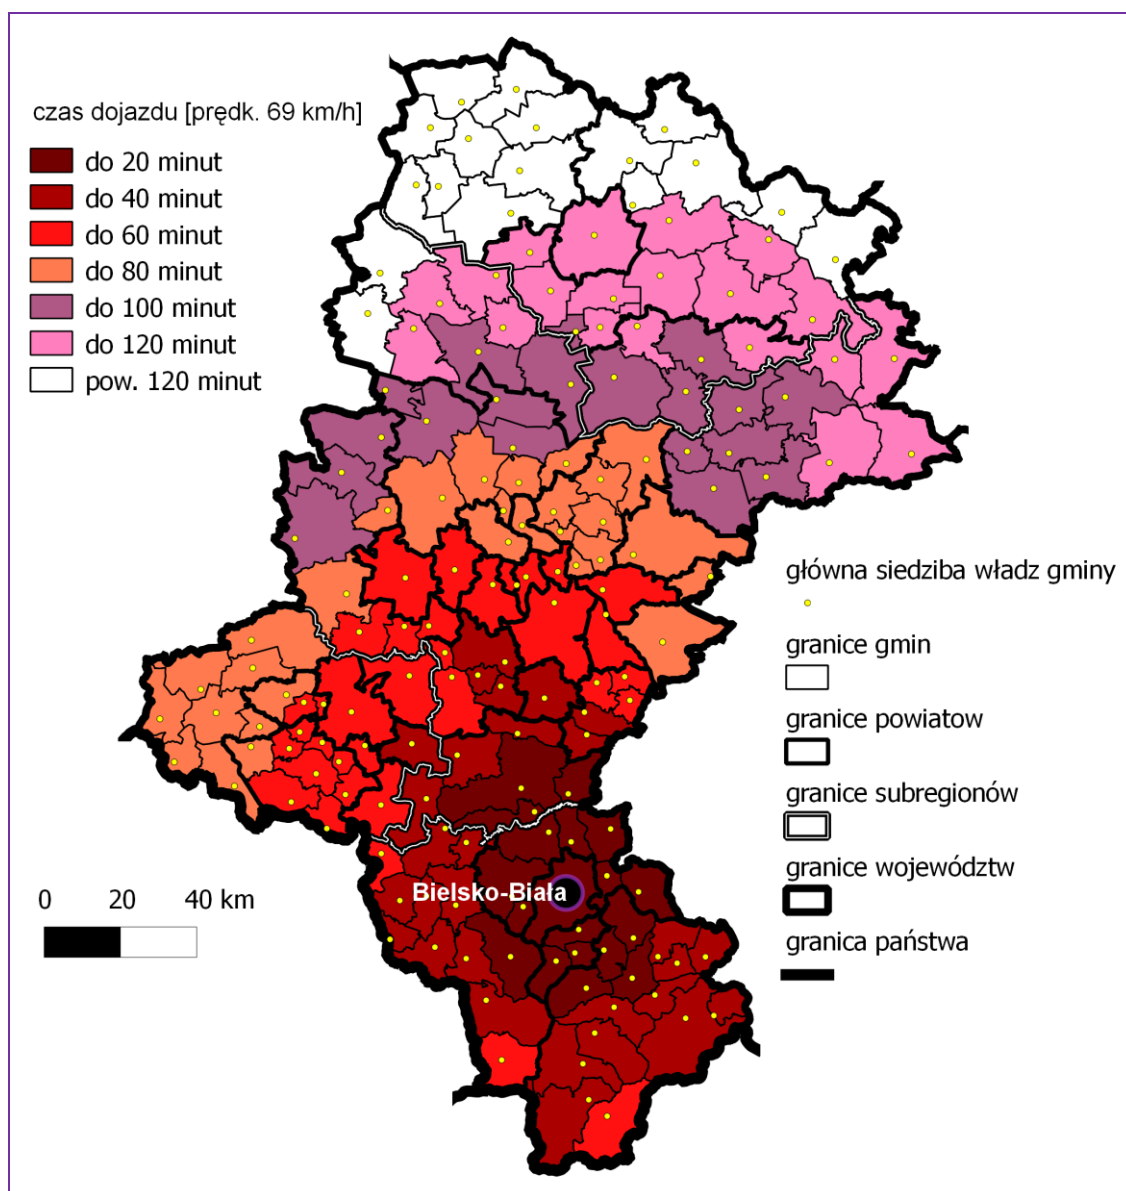 czas dojazdu [prędk. 69 km/h]
do 20 minut
do 40 minut
do 60 minut
do 80 minut
do 100 minut
do 120 minut
pow. 120 minut
główna siedziba władz gminy
granice gmin
granice powiatow
granice subregionów
granice województw
granica państwa
Bielsko-Biała
0 20 40 km